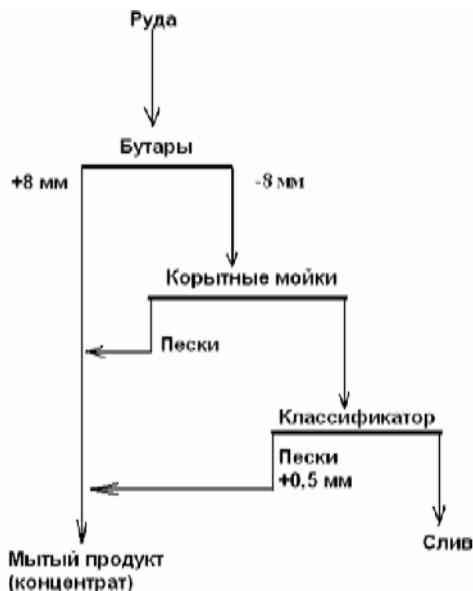 Руда
Бутары
+8 мм
-8 мм
Корытные мойки
Пески
Классификатор
Пески
+0,5 мм
Слив
Мытый продукт
(концентрат)